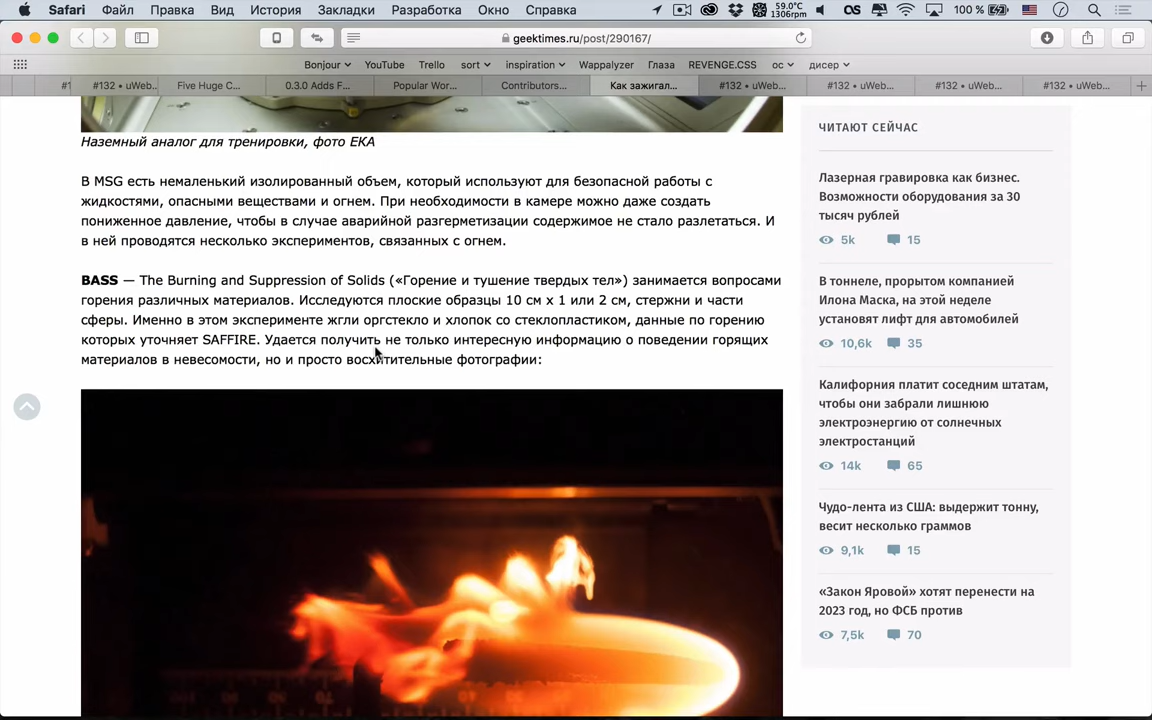 Safari Файл Правка Вид История Закладки Разработка Окно Справка 59.0°C 1306rpm 100 %
geektimes.ru/post/290167/
Bonjour YouTube Trello sort inspiration Wappalyzer Глаза REVENGE.CSS ос дисер
#1 #132 • uWeb.. Five Huge C... 0.3.0 Adds F... Popular Wor... Contributors... Как зажигал... #132 • uWeb... #132 • uWeb... #132 • uWeb... #132 • uWeb...
Наземный аналог для тренировки, фото ЕКА
В MSG есть немаленький изолированный объем, который используют для безопасной работы с
жидкостями, опасными веществами и огнем. При необходимости в камере можно даже создать
пониженное давление, чтобы в случае аварийной разгерметизации содержимое не стало разлетаться. И
в ней проводятся несколько экспериментов, связанных с огнем.
BASS — The Burning and Suppression of Solids («Горение и тушение твердых тел») занимается вопросами
горения различных материалов. Исследуются плоские образцы 10 см х 1 или 2 см, стержни и части
сферы. Именно в этом эксперименте жгли оргстекло и хлопок со стеклопластиком, данные по горению
которых уточняет SAFFIRE. Удается получить не только интересную информацию о поведении горящих
материалов в невесомости, но и просто восхитительные фотографии:
ЧИТАЮТ СЕЙЧАС
Лазерная гравировка как бизнес.
Возможности оборудования за 30
тысяч рублей
5k 15
В тоннеле, прорытом компанией
Илона Маска, на этой неделе
установят лифт для автомобилей
10,6k 35
Калифорния платит соседним штатам,
чтобы они забрали лишнюю
электроэнергию от солнечных
электростанций
14k 65
Чудо-лента из США: выдержит тонну,
весит несколько граммов
9,1k 15
«Закон Яровой» хотят перенести на
2023 год, но ФСБ против
7,5k 70